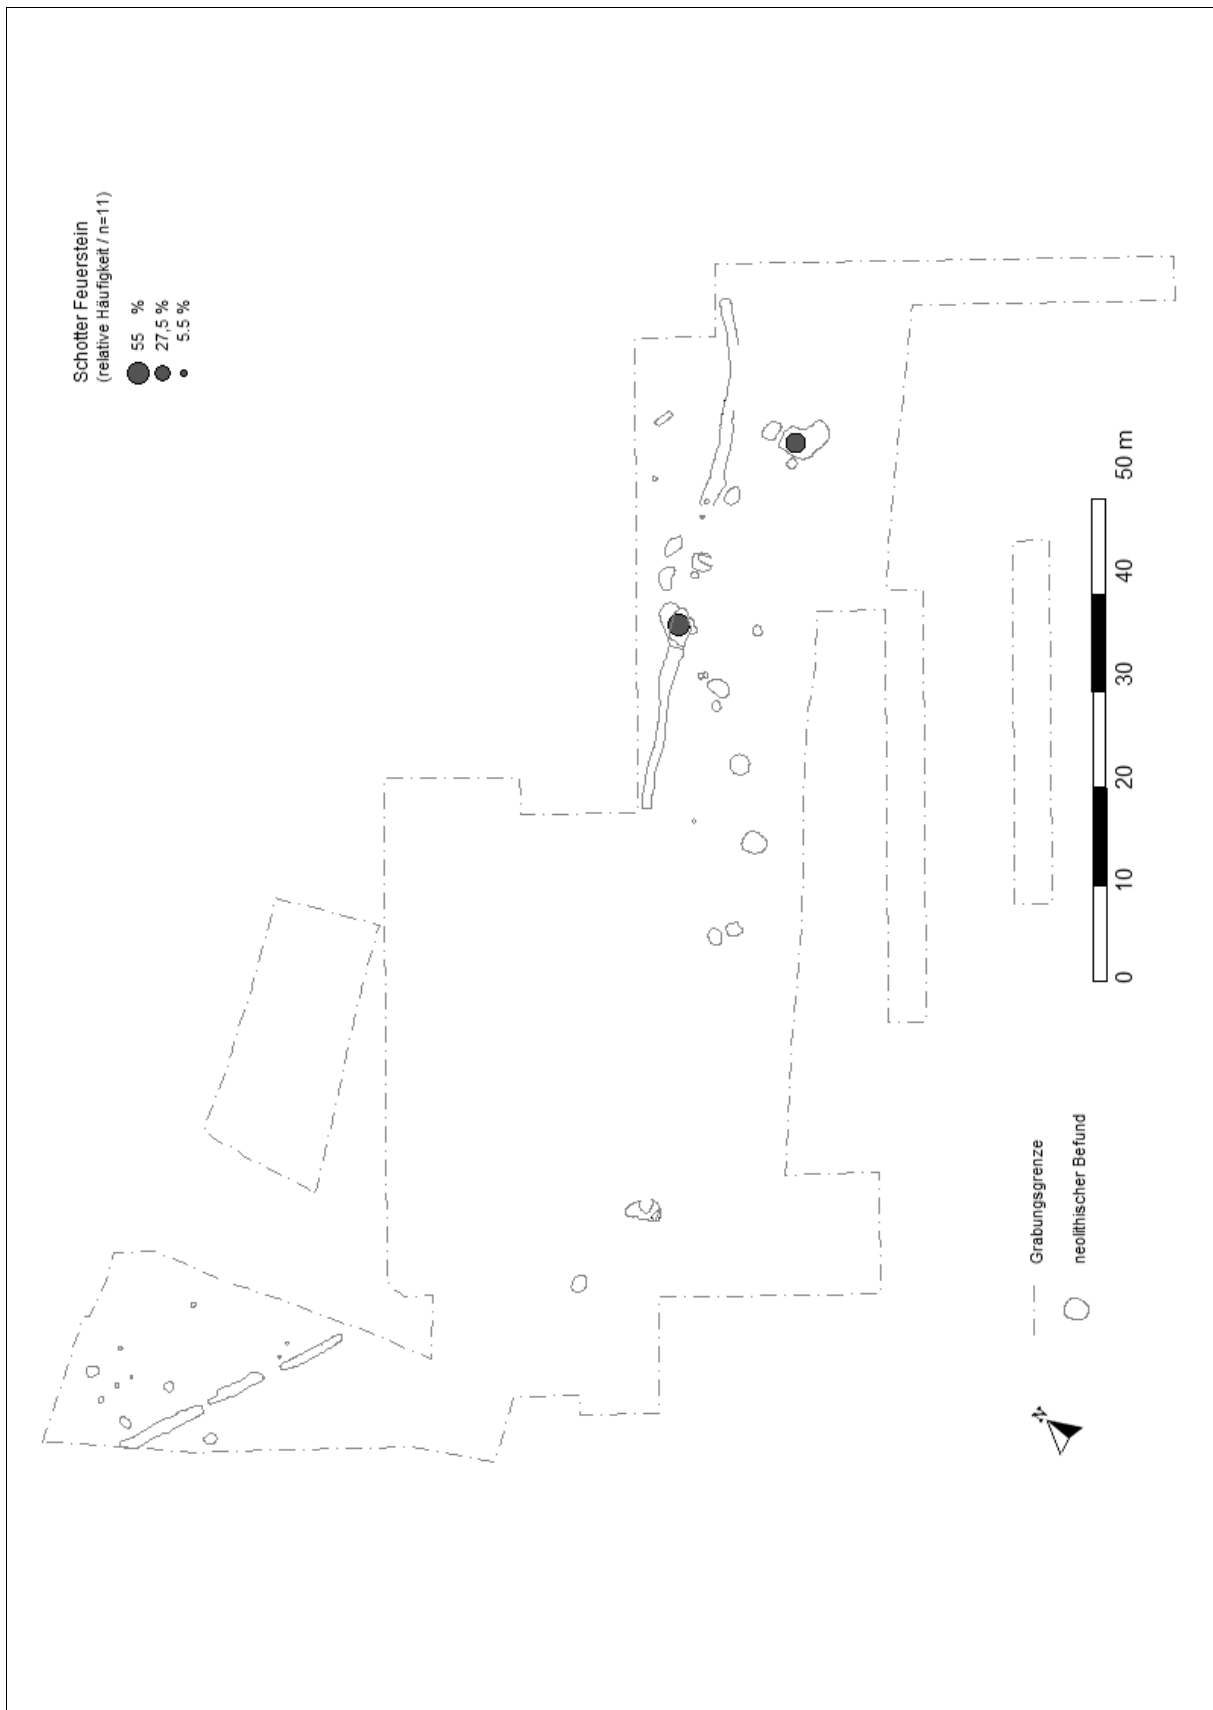 Schotter Feuerstein
(relative Häufigkeit / n=11)
55 %
27,5 %
5.5 %
0 10 20 30 40 50 m
Grabungsgrenze
neolithischer Befund
N